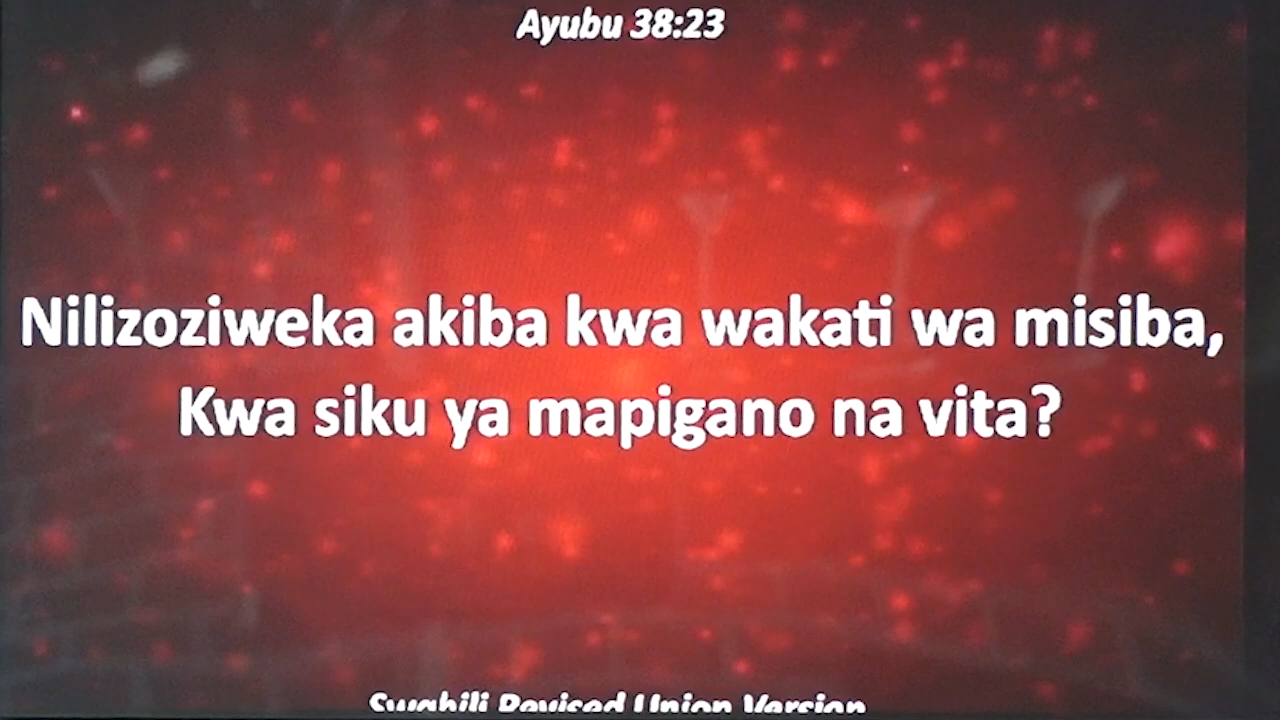 Ayubu 38:23
Nilizoziweka akiba kwa wakati wa misiba,
Kwa siku ya mapigano na vita?
Swahili Revised Union Version